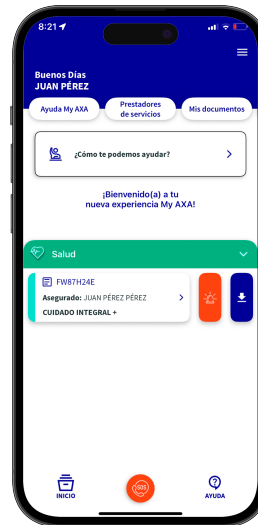 8:21
Buenos Días
JUAN PÉREZ
Ayuda My AXA
Prestadores
de servicios
Mis documentos
¿Cómo te podemos ayudar?
¡Bienvenido(a) a tu
nueva experiencia My AXA!
Salud
FW87H24E
Asegurado: JUAN PÉREZ PÉREZ
CUIDADO INTEGRAL +
INICIO
SOS
AYUDA